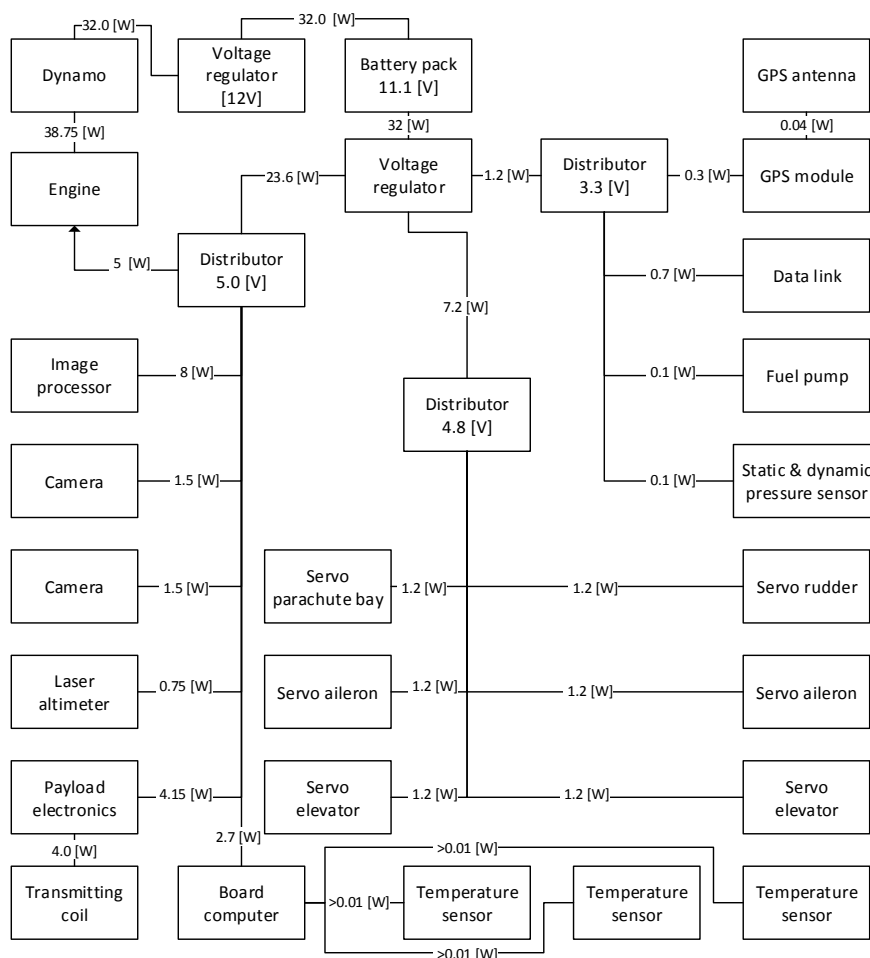 32.0 [W]
32.0 [W]
Dynamo
Voltage
regulator
[12V]
Battery pack
11.1 [V]
GPS antenna
38.75 [W]
32 [W]
0.04 [W]
Engine
23.6 [W]
Voltage
regulator
1.2 [W]
Distributor
3.3 [V]
0.3 [W]
GPS module
5 [W]
Distributor
5.0 [V]
0.7 [W]
Data link
7.2 [W]
Image
processor
8 [W]
Distributor
4.8 [V]
0.1 [W]
Fuel pump
Camera
1.5 [W]
0.1 [W]
Static & dynamic
pressure sensor
Camera
1.5 [W]
Servo
parachute bay
1.2 [W]
1.2 [W]
Servo rudder
Laser
altimeter
0.75 [W]
Servo aileron
1.2 [W]
1.2 [W]
Servo aileron
Payload
electronics
4.15 [W]
Servo
elevator
1.2 [W]
1.2 [W]
Servo
elevator
4.0 [W]
2.7 [W]
>0.01 [W]
Transmitting
coil
Board
computer
>0.01 [W]
Temperature
sensor
Temperature
sensor
Temperature
sensor
>0.01 [W]